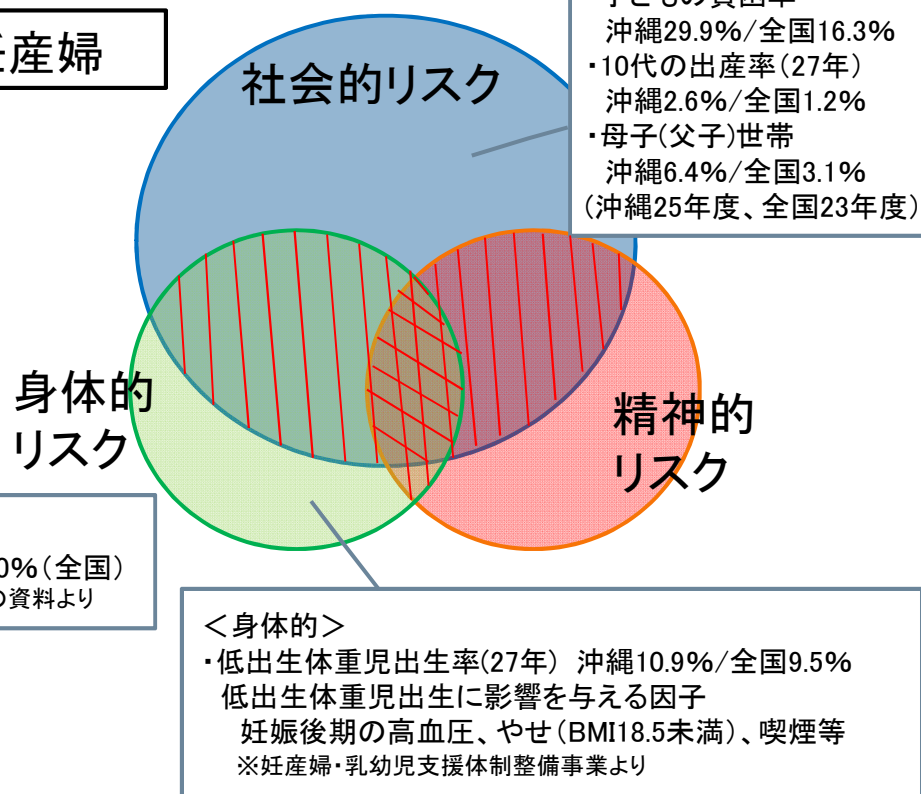 産婦
社会的リスク
沖縄29.9%/全国16.3%
・10代の出産率(27年)
沖縄2.6%/全国1.2%
・母子(父子)世帯
沖縄6.4%/全国3.1%
(沖縄25年度、全国23年度)
身体的
リスク
精神的
リスク
0%(全国)
の資料より
<身体的>
・低出生体重児出生率(27年) 沖縄10.9%/全国9.5%
低出生体重児出生に影響を与える因子
妊娠後期の高血圧、やせ(BMI18.5未満)、喫煙等
※妊産婦・乳幼児支援体制整備事業より